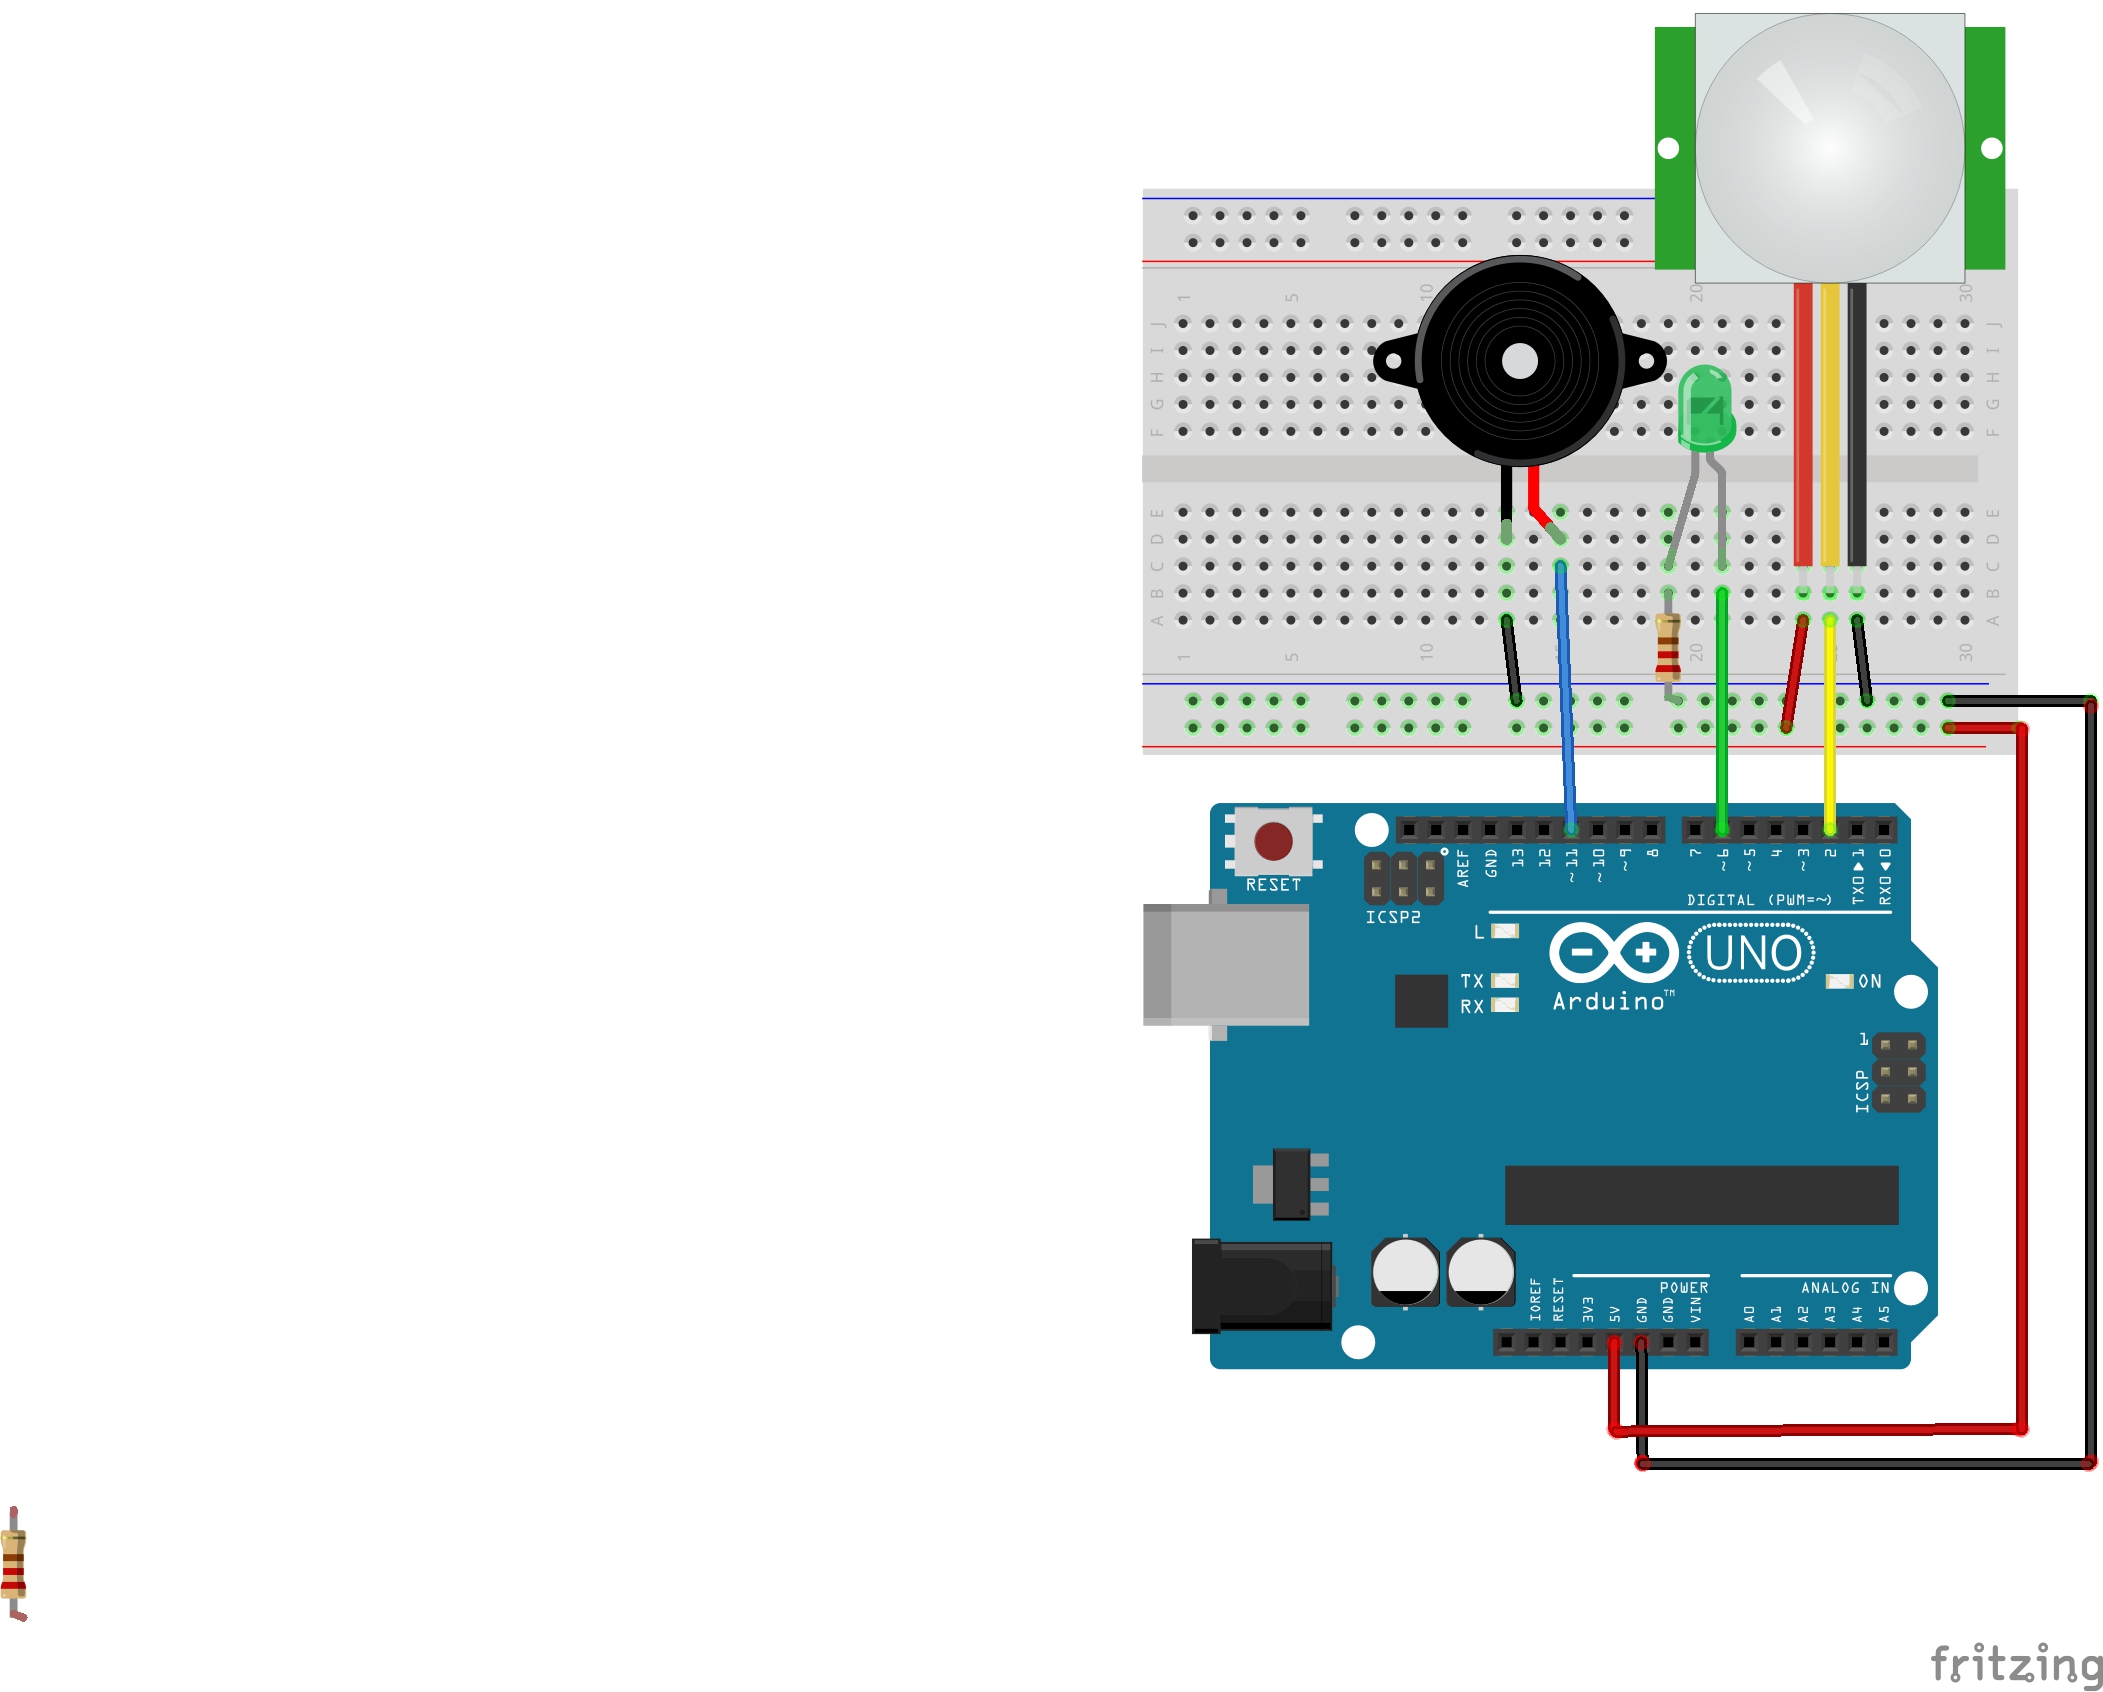 1 5 10 20 30
J J
I I
H H
G G
F F
E E
D D
C C
B B
A A
1 5 10 20 30
RESET
ICSP2
AREF GND 13 12 ~11 ~10 ~9 8 7 ~6 ~5 4 ~3 2 TX0▶1 RX0◀0
DIGITAL (PWM=~)
L
TX
RX
Arduino™
UNO
ON
1
ICSP
POWER
ANALOG IN
IOREF RESET 3V3 5V GND GND VIN A0 A1 A2 A3 A4 A5
fritzing